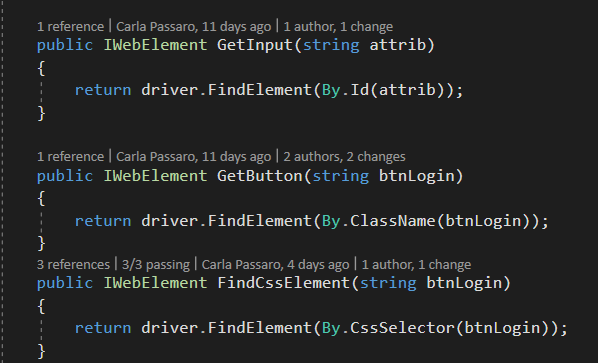 1 reference | Carla Passaro, 11 days ago | 1 author, 1 change
public IWebElement GetInput(string attrib)
{
    return driver.FindElement(By.Id(attrib));
}
1 reference | Carla Passaro, 11 days ago | 2 authors, 2 changes
public IWebElement GetButton(string btnLogin)
{
    return driver.FindElement(By.ClassName(btnLogin));
}
3 references | 3/3 passing | Carla Passaro, 4 days ago | 1 author, 1 change
public IWebElement FindCssElement(string btnLogin)
{
    return driver.FindElement(By.CssSelector(btnLogin));
}